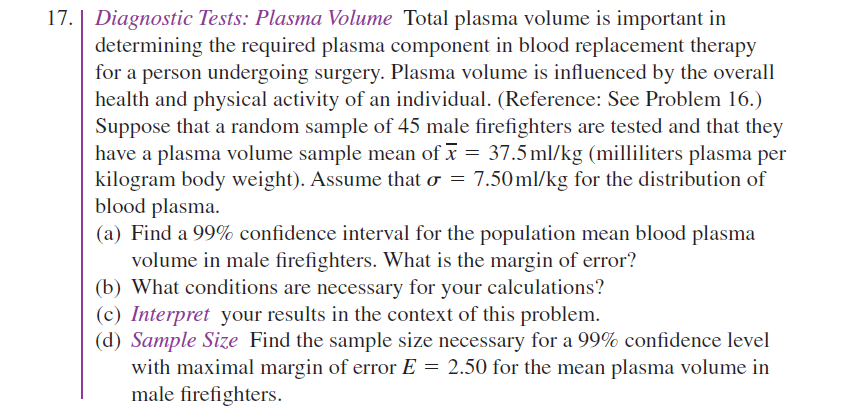 17. Diagnostic Tests: Plasma Volume Total plasma volume is important in
determining the required plasma component in blood replacement therapy
for a person undergoing surgery. Plasma volume is influenced by the overall
health and physical activity of an individual. (Reference: See Problem 16.)
Suppose that a random sample of 45 male firefighters are tested and that they
have a plasma volume sample mean of x̄ = 37.5 ml/kg (milliliters plasma per
kilogram body weight). Assume that σ = 7.50 ml/kg for the distribution of
blood plasma.
(a) Find a 99% confidence interval for the population mean blood plasma
volume in male firefighters. What is the margin of error?
(b) What conditions are necessary for your calculations?
(c) Interpret your results in the context of this problem.
(d) Sample Size Find the sample size necessary for a 99% confidence level
with maximal margin of error E = 2.50 for the mean plasma volume in
male firefighters.